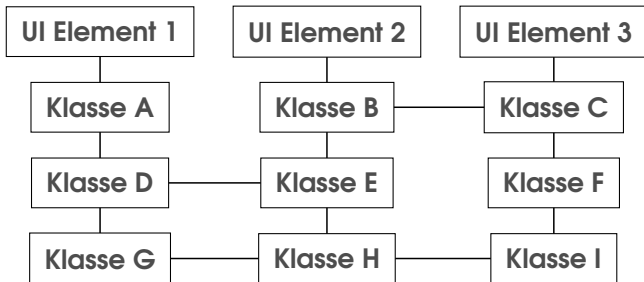 UI Element 1
UI Element 2
UI Element 3
Klasse A
Klasse B
Klasse C
Klasse D
Klasse E
Klasse F
Klasse G
Klasse H
Klasse I